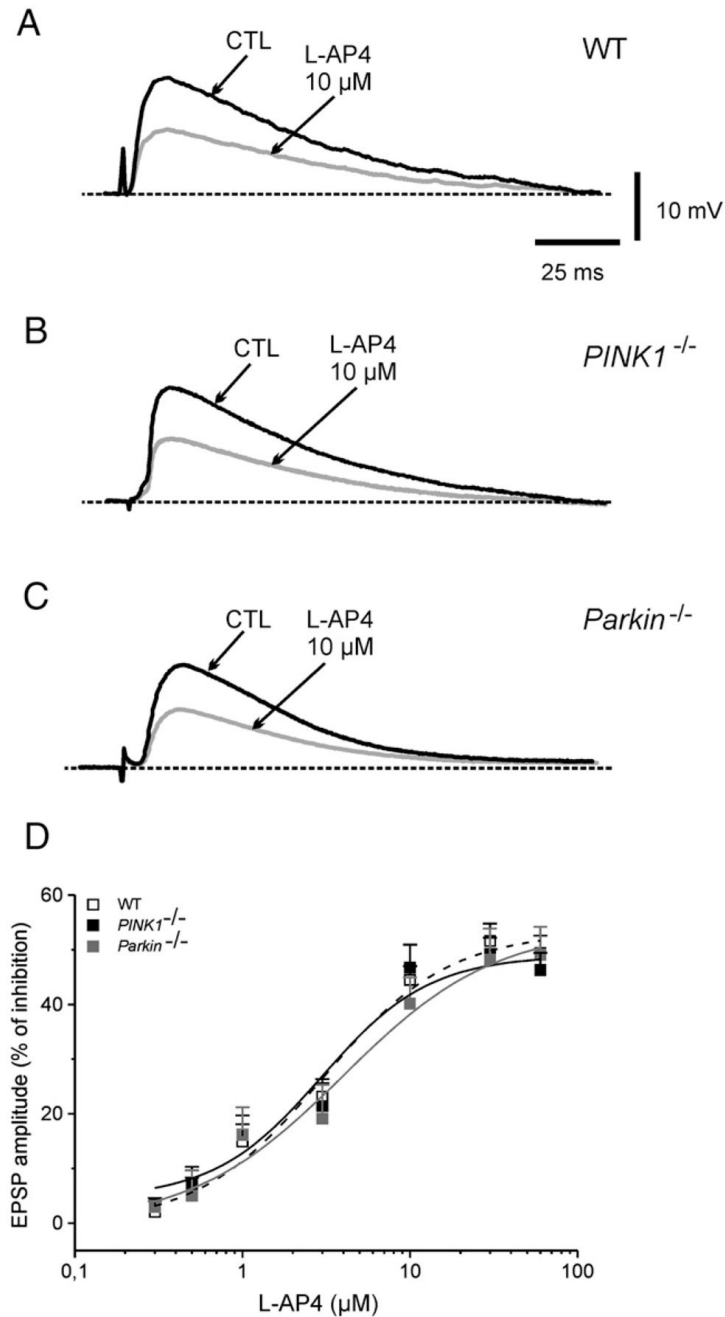 A
CTL
L-AP4
10 µM
WT
10 mV
25 ms
B
CTL
L-AP4
10 µM
PINK1-/-
C
CTL
L-AP4
10 µM
Parkin-/-
D
EPSP amplitude (% of inhibition)
60
40
20
0
WT
PINK1-/-
Parkin-/-
0,1
1
10
100
L-AP4 (µM)